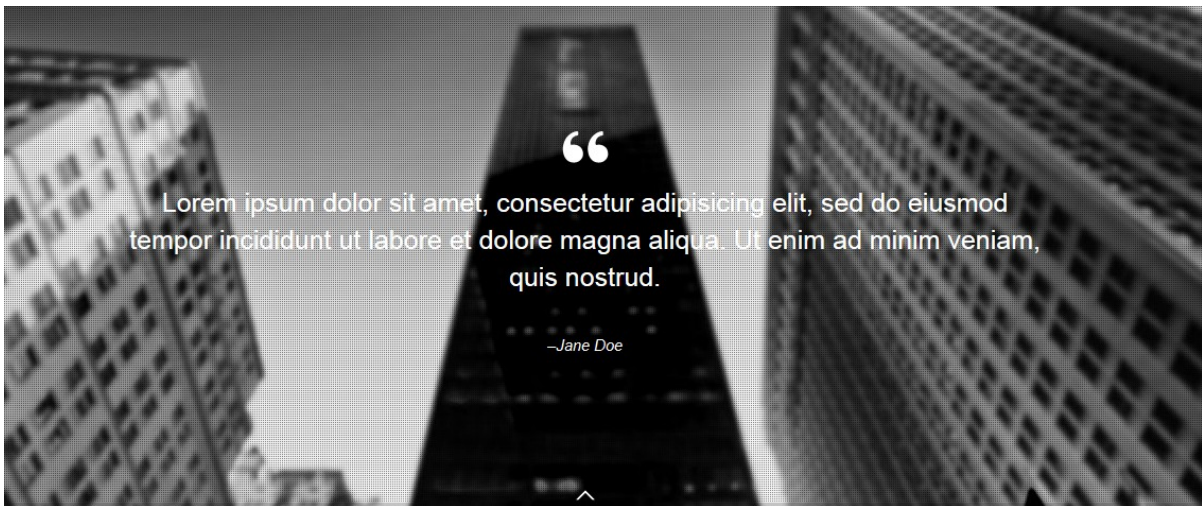 “
Lorem ipsum dolor sit amet, consectetur adipisicing elit, sed do eiusmod
tempor incididunt ut labore et dolore magna aliqua. Ut enim ad minim veniam,
quis nostrud.
–Jane Doe